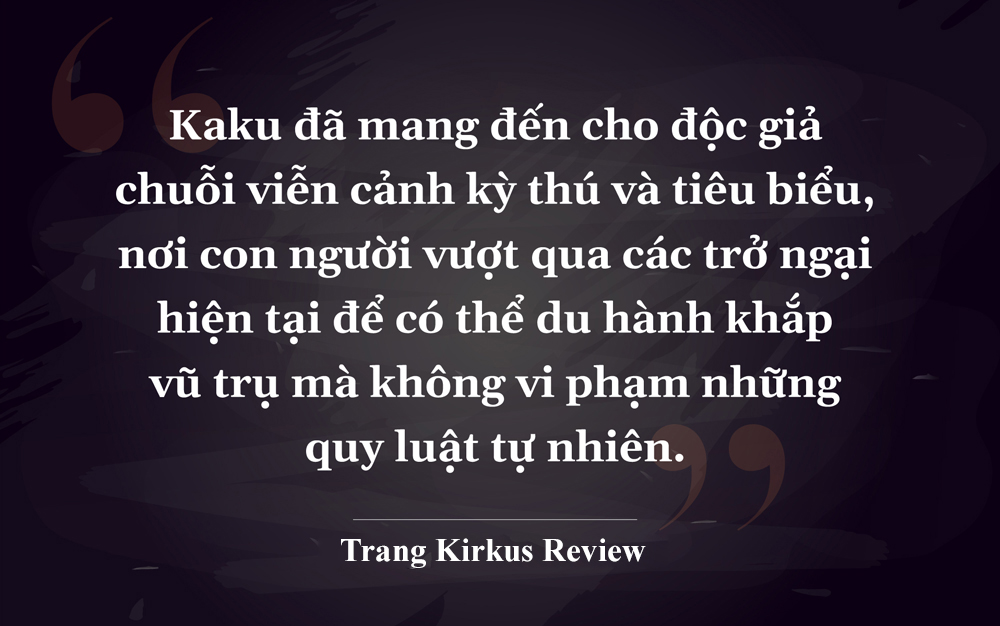 Kaku đã mang đến cho độc giả
chuỗi viễn cảnh kỳ thú và tiêu biểu,
nơi con người vượt qua các trở ngại
hiện tại để có thể du hành khắp
vũ trụ mà không vi phạm những
quy luật tự nhiên.
Trang Kirkus Review